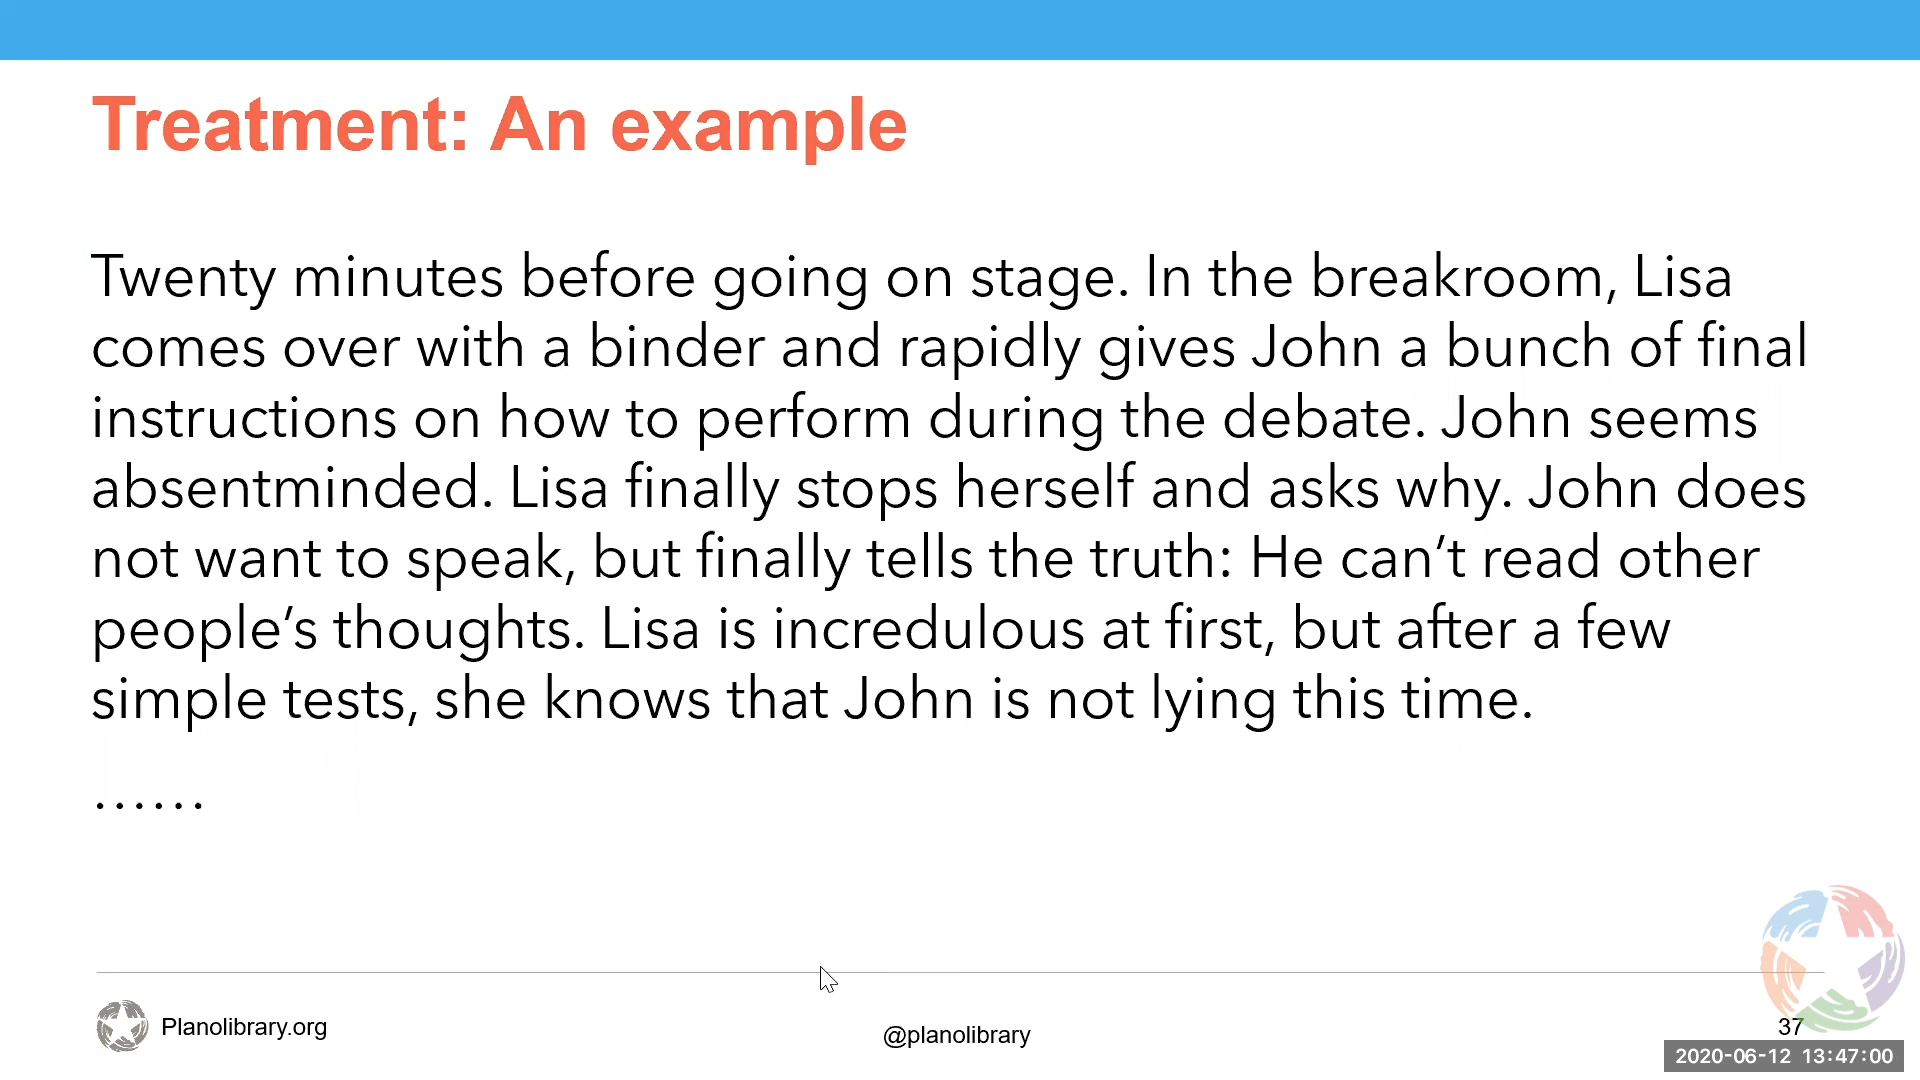 Treatment: An example
Twenty minutes before going on stage. In the breakroom, Lisa
comes over with a binder and rapidly gives John a bunch of final
instructions on how to perform during the debate. John seems
absentminded. Lisa finally stops herself and asks why. John does
not want to speak, but finally tells the truth: He can’t read other
people’s thoughts. Lisa is incredulous at first, but after a few
simple tests, she knows that John is not lying this time.
......
Planolibrary.org
@planolibrary
37
2020-06-12 13:47:00